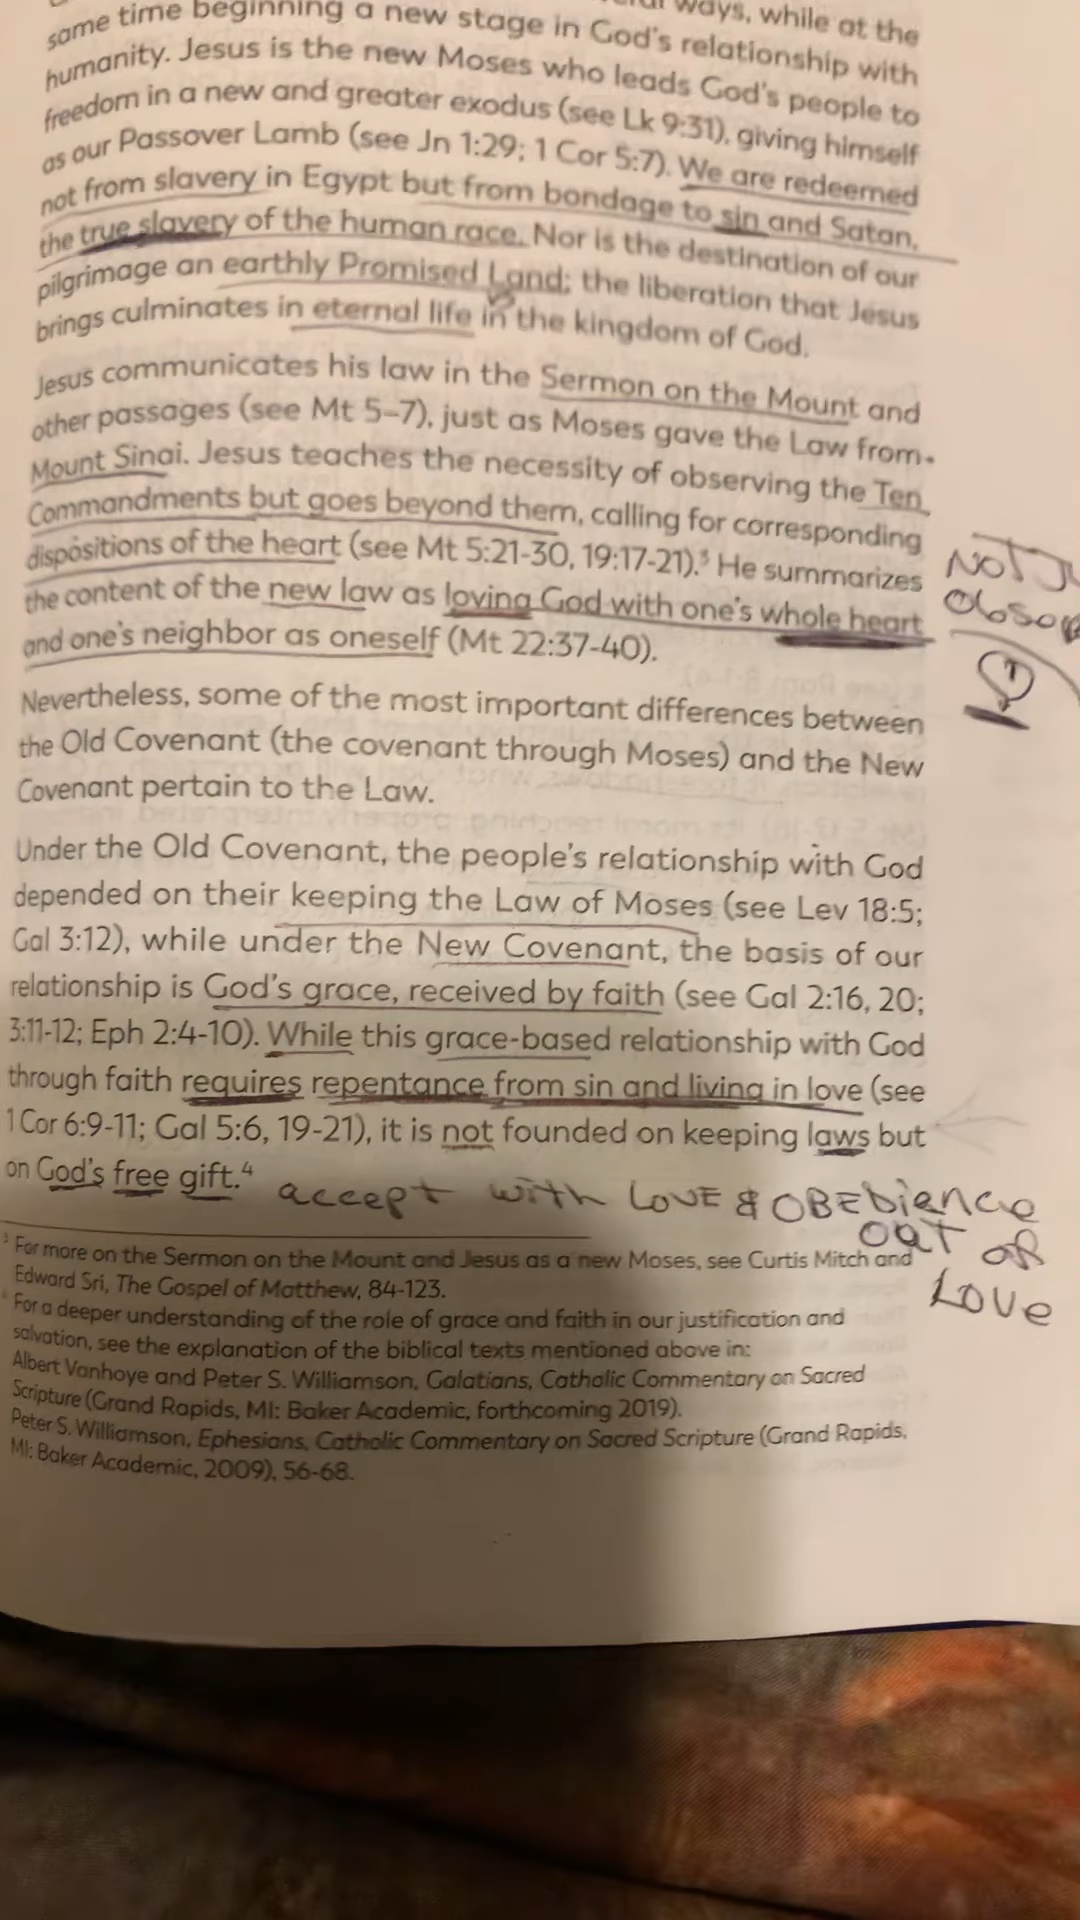 ways, while at the
same time beginning a new stage in God's relationship with
humanity. Jesus is the new Moses who leads God's people to
freedom in a new and greater exodus (see Lk 9:31), giving himself
as our Passover Lamb (see Jn 1:29; 1 Cor 5:7). We are redeemed
not from slavery in Egypt but from bondage to sin and Satan,
the true slavery of the human race. Nor is the destination of our
pilgrimage an earthly Promised Land; the liberation that Jesus
brings culminates in eternal life in the kingdom of God.
Jesus communicates his law in the Sermon on the Mount and
other passages (see Mt 5–7), just as Moses gave the Law from
Mount Sinai. Jesus teaches the necessity of observing the Ten
Commandments but goes beyond them, calling for corresponding
dispositions of the heart (see Mt 5:21-30, 19:17-21).³ He summarizes
the content of the new law as loving God with one's whole heart
and one's neighbor as oneself (Mt 22:37-40).
NOT
Nevertheless, some of the most important differences between
the Old Covenant (the covenant through Moses) and the New
Covenant pertain to the Law.
Under the Old Covenant, the people's relationship with God
depended on their keeping the Law of Moses (see Lev 18:5;
Gal 3:12), while under the New Covenant, the basis of our
relationship is God's grace, received by faith (see Gal 2:16, 20;
3:11-12; Eph 2:4-10). While this grace-based relationship with God
through faith requires repentance from sin and living in love (see
1 Cor 6:9-11; Gal 5:6, 19-21), it is not founded on keeping laws but
on God's free gift.⁴
accept with LOVE & OBEDIENCE
OUT OF
LOVE
³ For more on the Sermon on the Mount and Jesus as a new Moses, see Curtis Mitch and
Edward Sri, The Gospel of Matthew, 84-123.
⁴ For a deeper understanding of the role of grace and faith in our justification and
salvation, see the explanation of the biblical texts mentioned above in:
Albert Vanhoye and Peter S. Williamson, Galatians, Catholic Commentary on Sacred
Scripture (Grand Rapids, MI: Baker Academic, forthcoming 2019).
Peter S. Williamson, Ephesians, Catholic Commentary on Sacred Scripture (Grand Rapids,
MI: Baker Academic, 2009), 56-68.